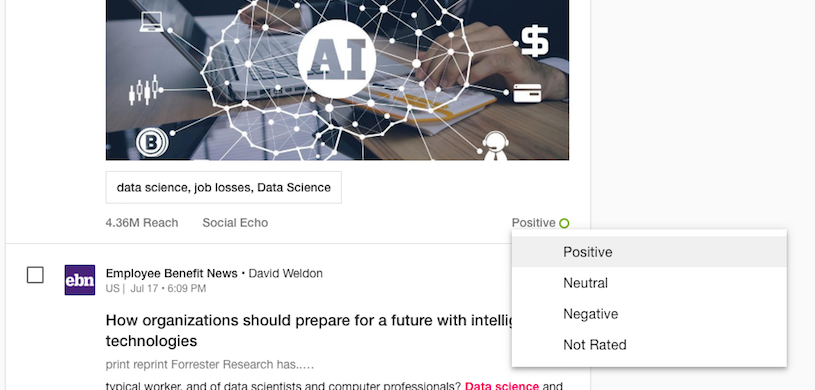 AI
$
B
data science, job losses, Data Science
4.36M Reach Social Echo Positive
Positive
Neutral
Negative
Not Rated
ebn Employee Benefit News • David Weldon
US | Jul 17 • 6:09 PM
How organizations should prepare for a future with
technologies
print reprint Forrester Research has.....
typical worker, and of data scientists and computer professionals? Data science and